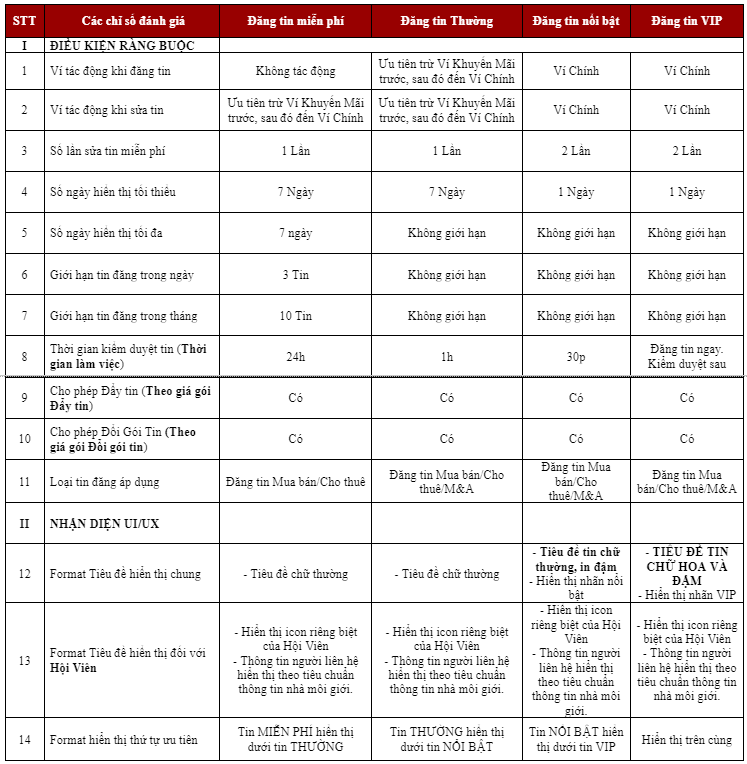 STT Các chỉ số đánh giá Đăng tin miễn phí Đăng tin Thường Đăng tin nổi bật Đăng tin VIP
I ĐIỀU KIỆN RÀNG BUỘC
1 Ví tác động khi đăng tin Không tác động Ưu tiên trừ Ví Khuyến Mãi trước, sau đó đến Ví Chính Ví Chính Ví Chính
2 Ví tác động khi sửa tin Ưu tiên trừ Ví Khuyến Mãi trước, sau đó đến Ví Chính Ưu tiên trừ Ví Khuyến Mãi trước, sau đó đến Ví Chính Ví Chính Ví Chính
3 Số lần sửa tin miễn phí 1 Lần 1 Lần 2 Lần 2 Lần
4 Số ngày hiển thị tối thiểu 7 Ngày 7 Ngày 1 Ngày 1 Ngày
5 Số ngày hiển thị tối đa 7 ngày Không giới hạn Không giới hạn Không giới hạn
6 Giới hạn tin đăng trong ngày 3 Tin Không giới hạn Không giới hạn Không giới hạn
7 Giới hạn tin đăng trong tháng 10 Tin Không giới hạn Không giới hạn Không giới hạn
8 Thời gian kiểm duyệt tin (Thời gian làm việc) 24h 1h 30p Đăng tin ngay. Kiểm duyệt sau
9 Cho phép Đẩy tin (Theo giá gói Đẩy tin) Có Có Có Có
10 Cho phép Đổi Gói Tin (Theo giá gói Đổi gói tin) Có Có Có Có
11 Loại tin đăng áp dụng Đăng tin Mua bán/Cho thuê Đăng tin Mua bán/Cho thuê/M&A Đăng tin Mua bán/Cho thuê/M&A Đăng tin Mua bán/Cho thuê/M&A
II NHẬN DIỆN UI/UX
12 Format Tiêu đề hiển thị chung - Tiêu đề chữ thường - Tiêu đề chữ thường - Tiêu đề tin chữ thường, in đậm - Hiển thị nhãn nổi bật - TIÊU ĐỀ TIN CHỮ HOA VÀ ĐẬM - Hiển thị nhãn VIP
13 Format Tiêu đề hiển thị đối với Hội Viên - Hiển thị icon riêng biệt của Hội Viên - Thông tin người liên hệ hiển thị theo tiêu chuẩn thông tin nhà môi giới. - Hiển thị icon riêng biệt của Hội Viên - Thông tin người liên hệ hiển thị theo tiêu chuẩn thông tin nhà môi giới. - Hiển thị icon riêng biệt của Hội Viên - Thông tin người liên hệ hiển thị theo tiêu chuẩn thông tin nhà môi giới. - Hiển thị icon riêng biệt của Hội Viên - Thông tin người liên hệ hiển thị theo tiêu chuẩn thông tin nhà môi giới.
14 Format hiển thị thứ tự ưu tiên Tin MIỄN PHÍ hiển thị dưới tin THƯỜNG Tin THƯỜNG hiển thị dưới tin NỔI BẬT Tin NỔI BẬT hiển thị dưới tin VIP Hiển thị trên cùng